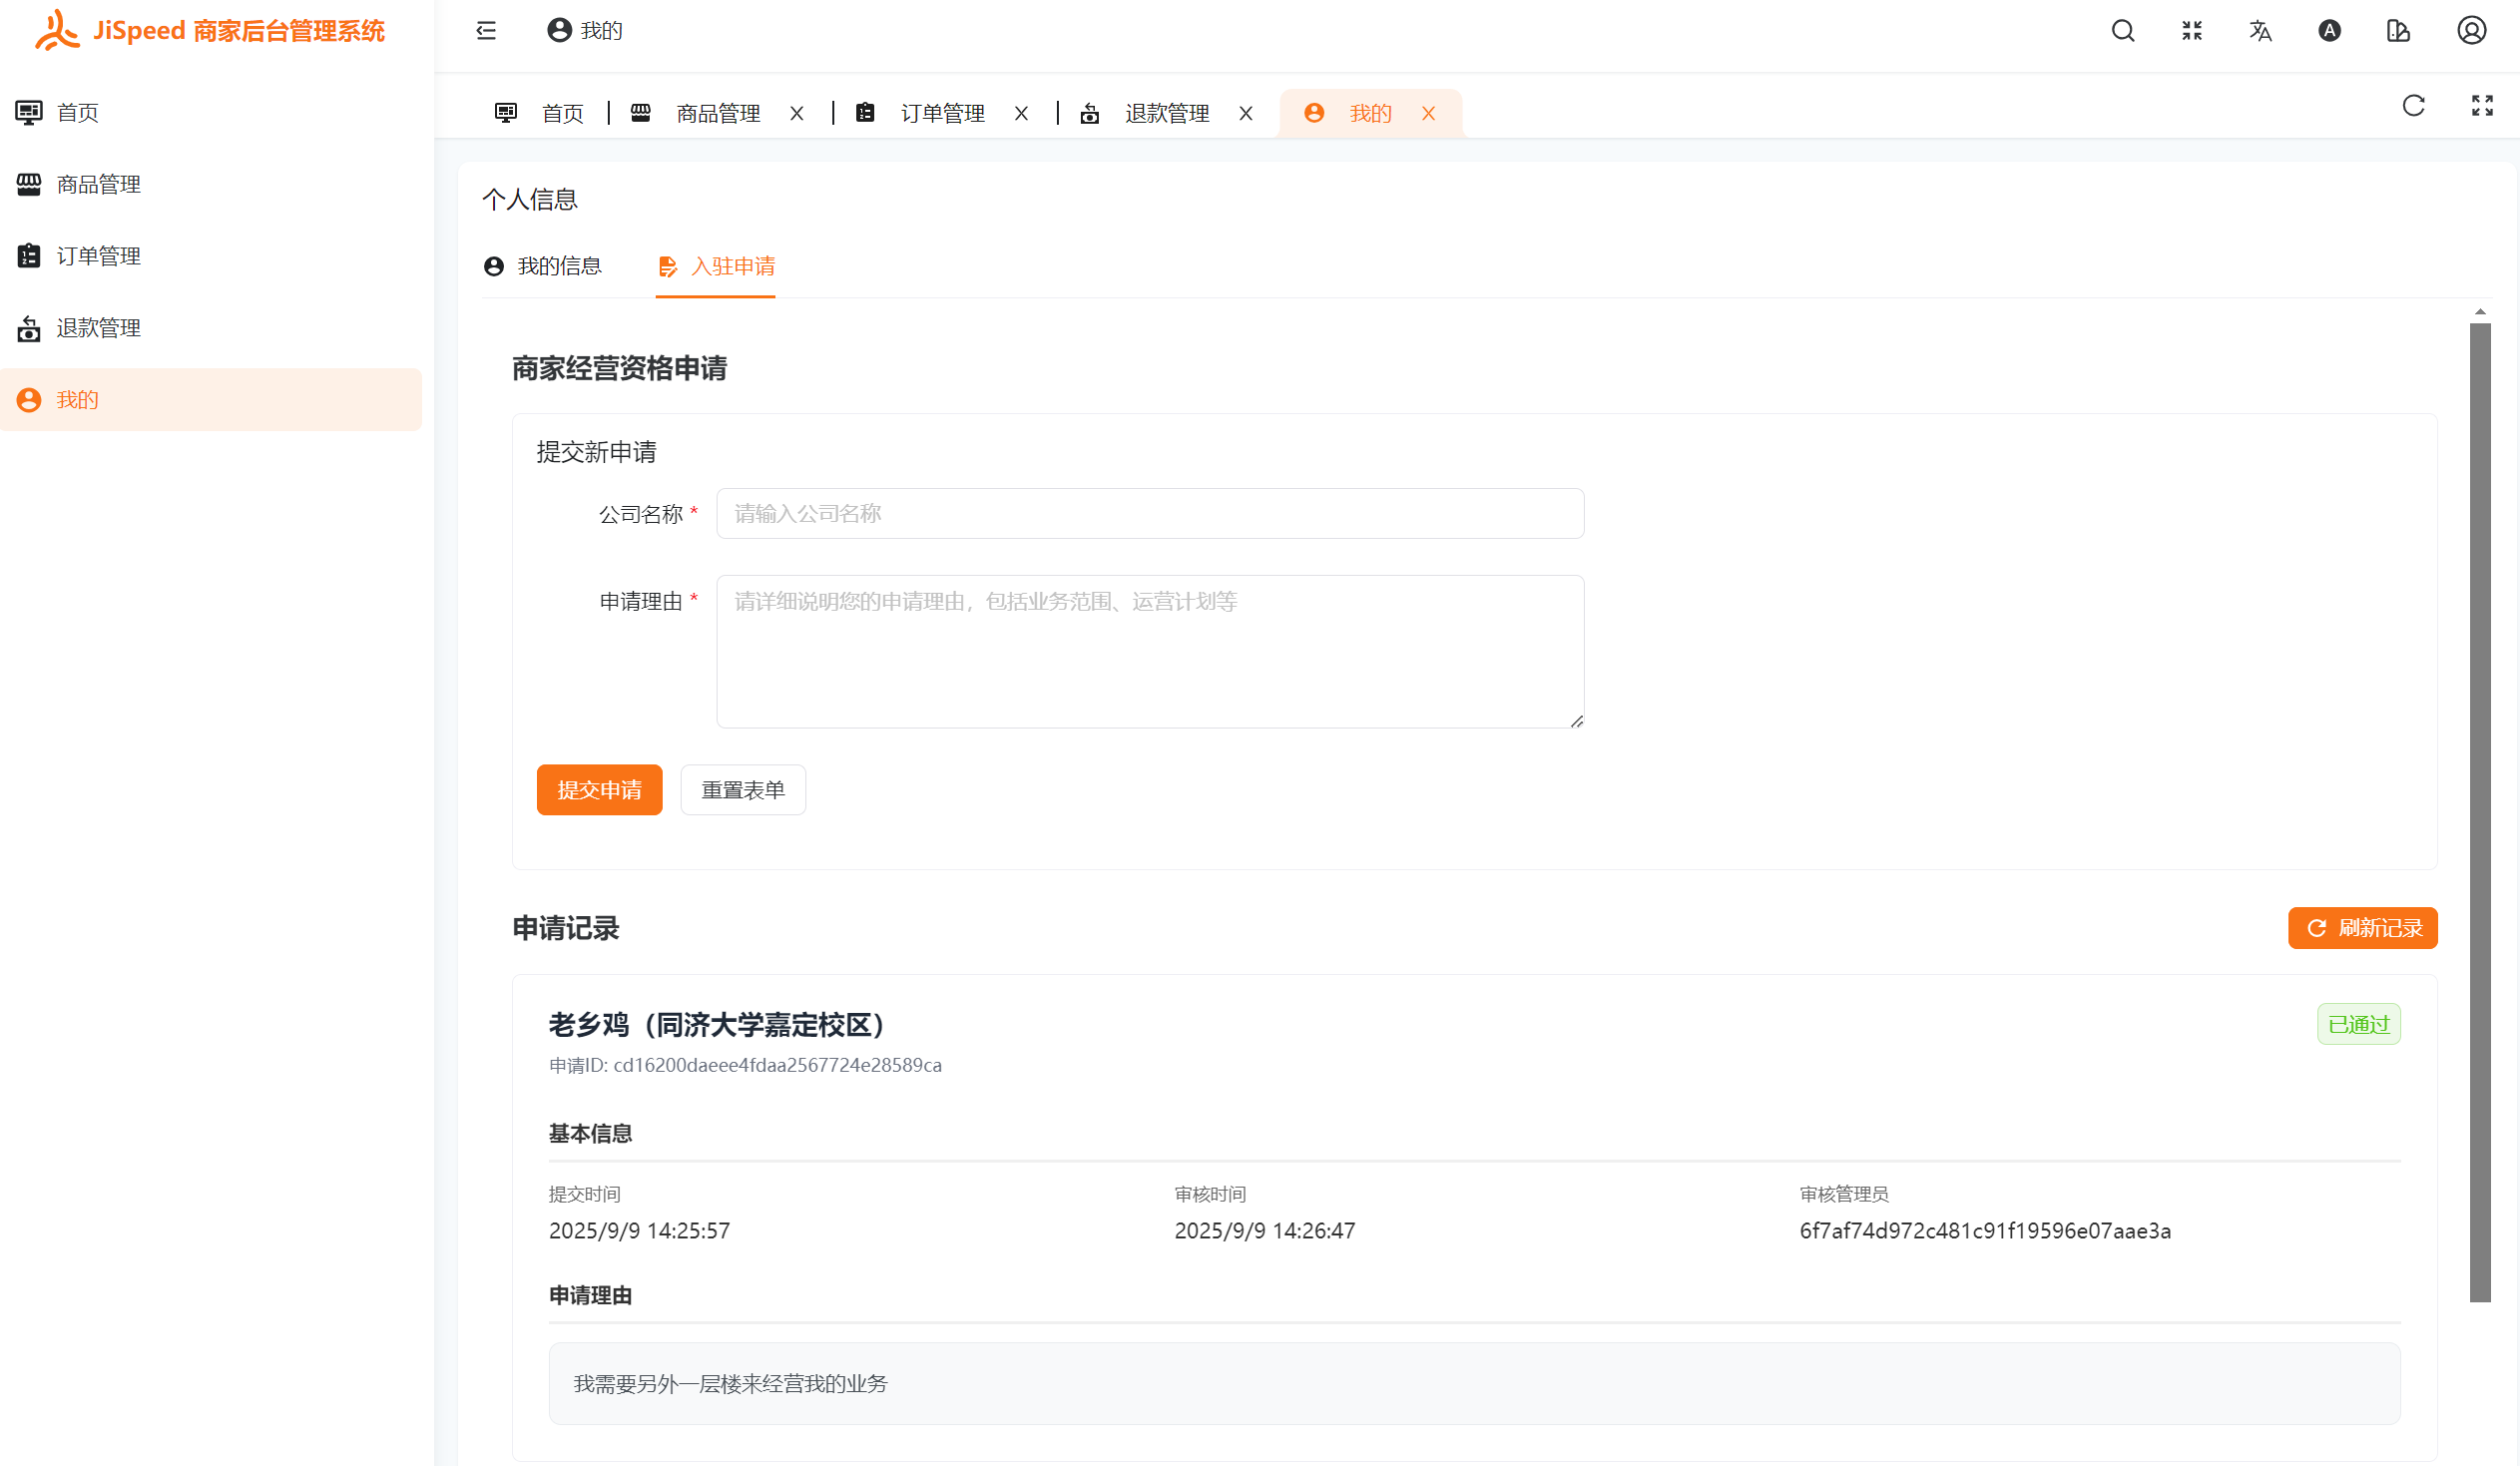 JiSpeed 商家后台管理系统
我的
首页
商品管理
订单管理
退款管理
我的
首页
商品管理
订单管理
退款管理
我的
个人信息
我的信息
入驻申请
商家经营资格申请
提交新申请
公司名称 *
请输入公司名称
申请理由 *
请详细说明您的申请理由，包括业务范围、运营计划等
提交申请
重置表单
申请记录
刷新记录
老乡鸡（同济大学嘉定校区）
已通过
申请ID: cd16200daeee4fdaa2567724e28589ca
基本信息
提交时间
2025/9/9 14:25:57
审核时间
2025/9/9 14:26:47
审核管理员
6f7af74d972c481c91f19596e07aae3a
申请理由
我需要另外一层楼来经营我的业务